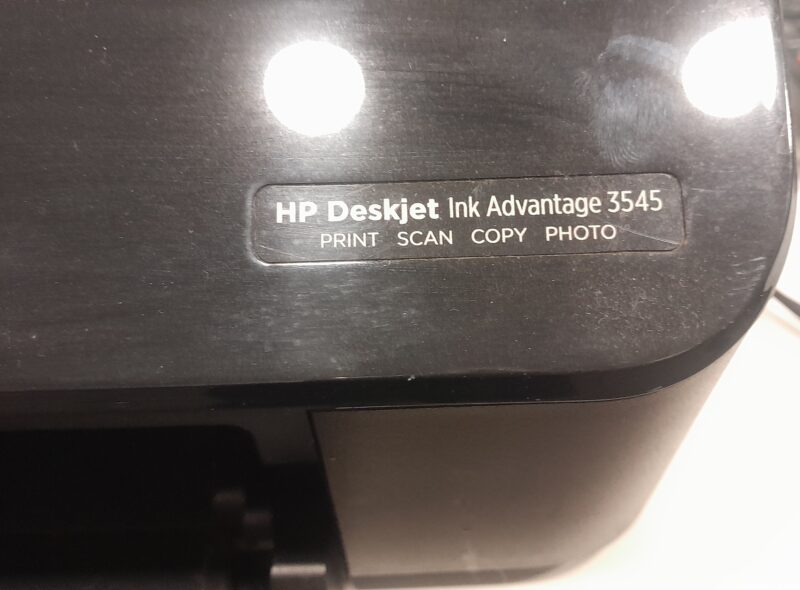 HP Deskjet Ink Advantage 3545
PRINT SCAN COPY PHOTO